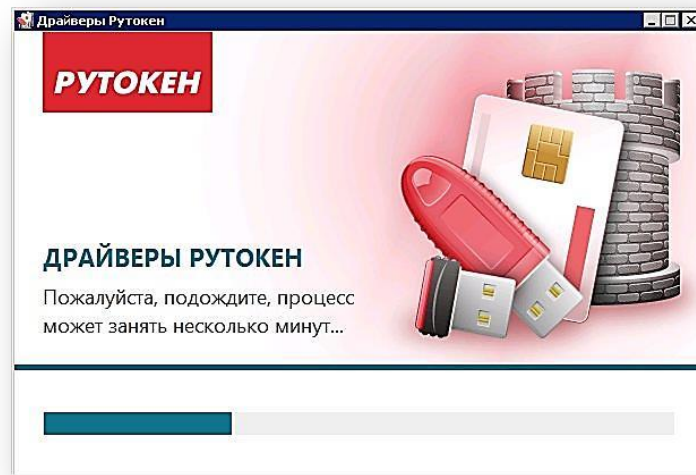 Драйверы Рутокен
РУТОКЕН
ДРАЙВЕРЫ РУТОКЕН
Пожалуйста, подождите, процесс
может занять несколько минут...